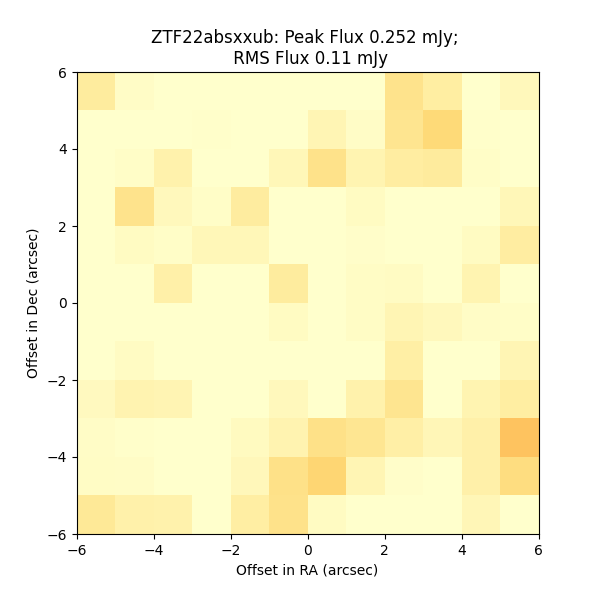 ZTF22absxxub: Peak Flux 0.252 mJy;
RMS Flux 0.11 mJy
6
4
2
0
−2
−4
−6
Offset in Dec (arcsec)
−6 −4 −2 0 2 4 6
Offset in RA (arcsec)